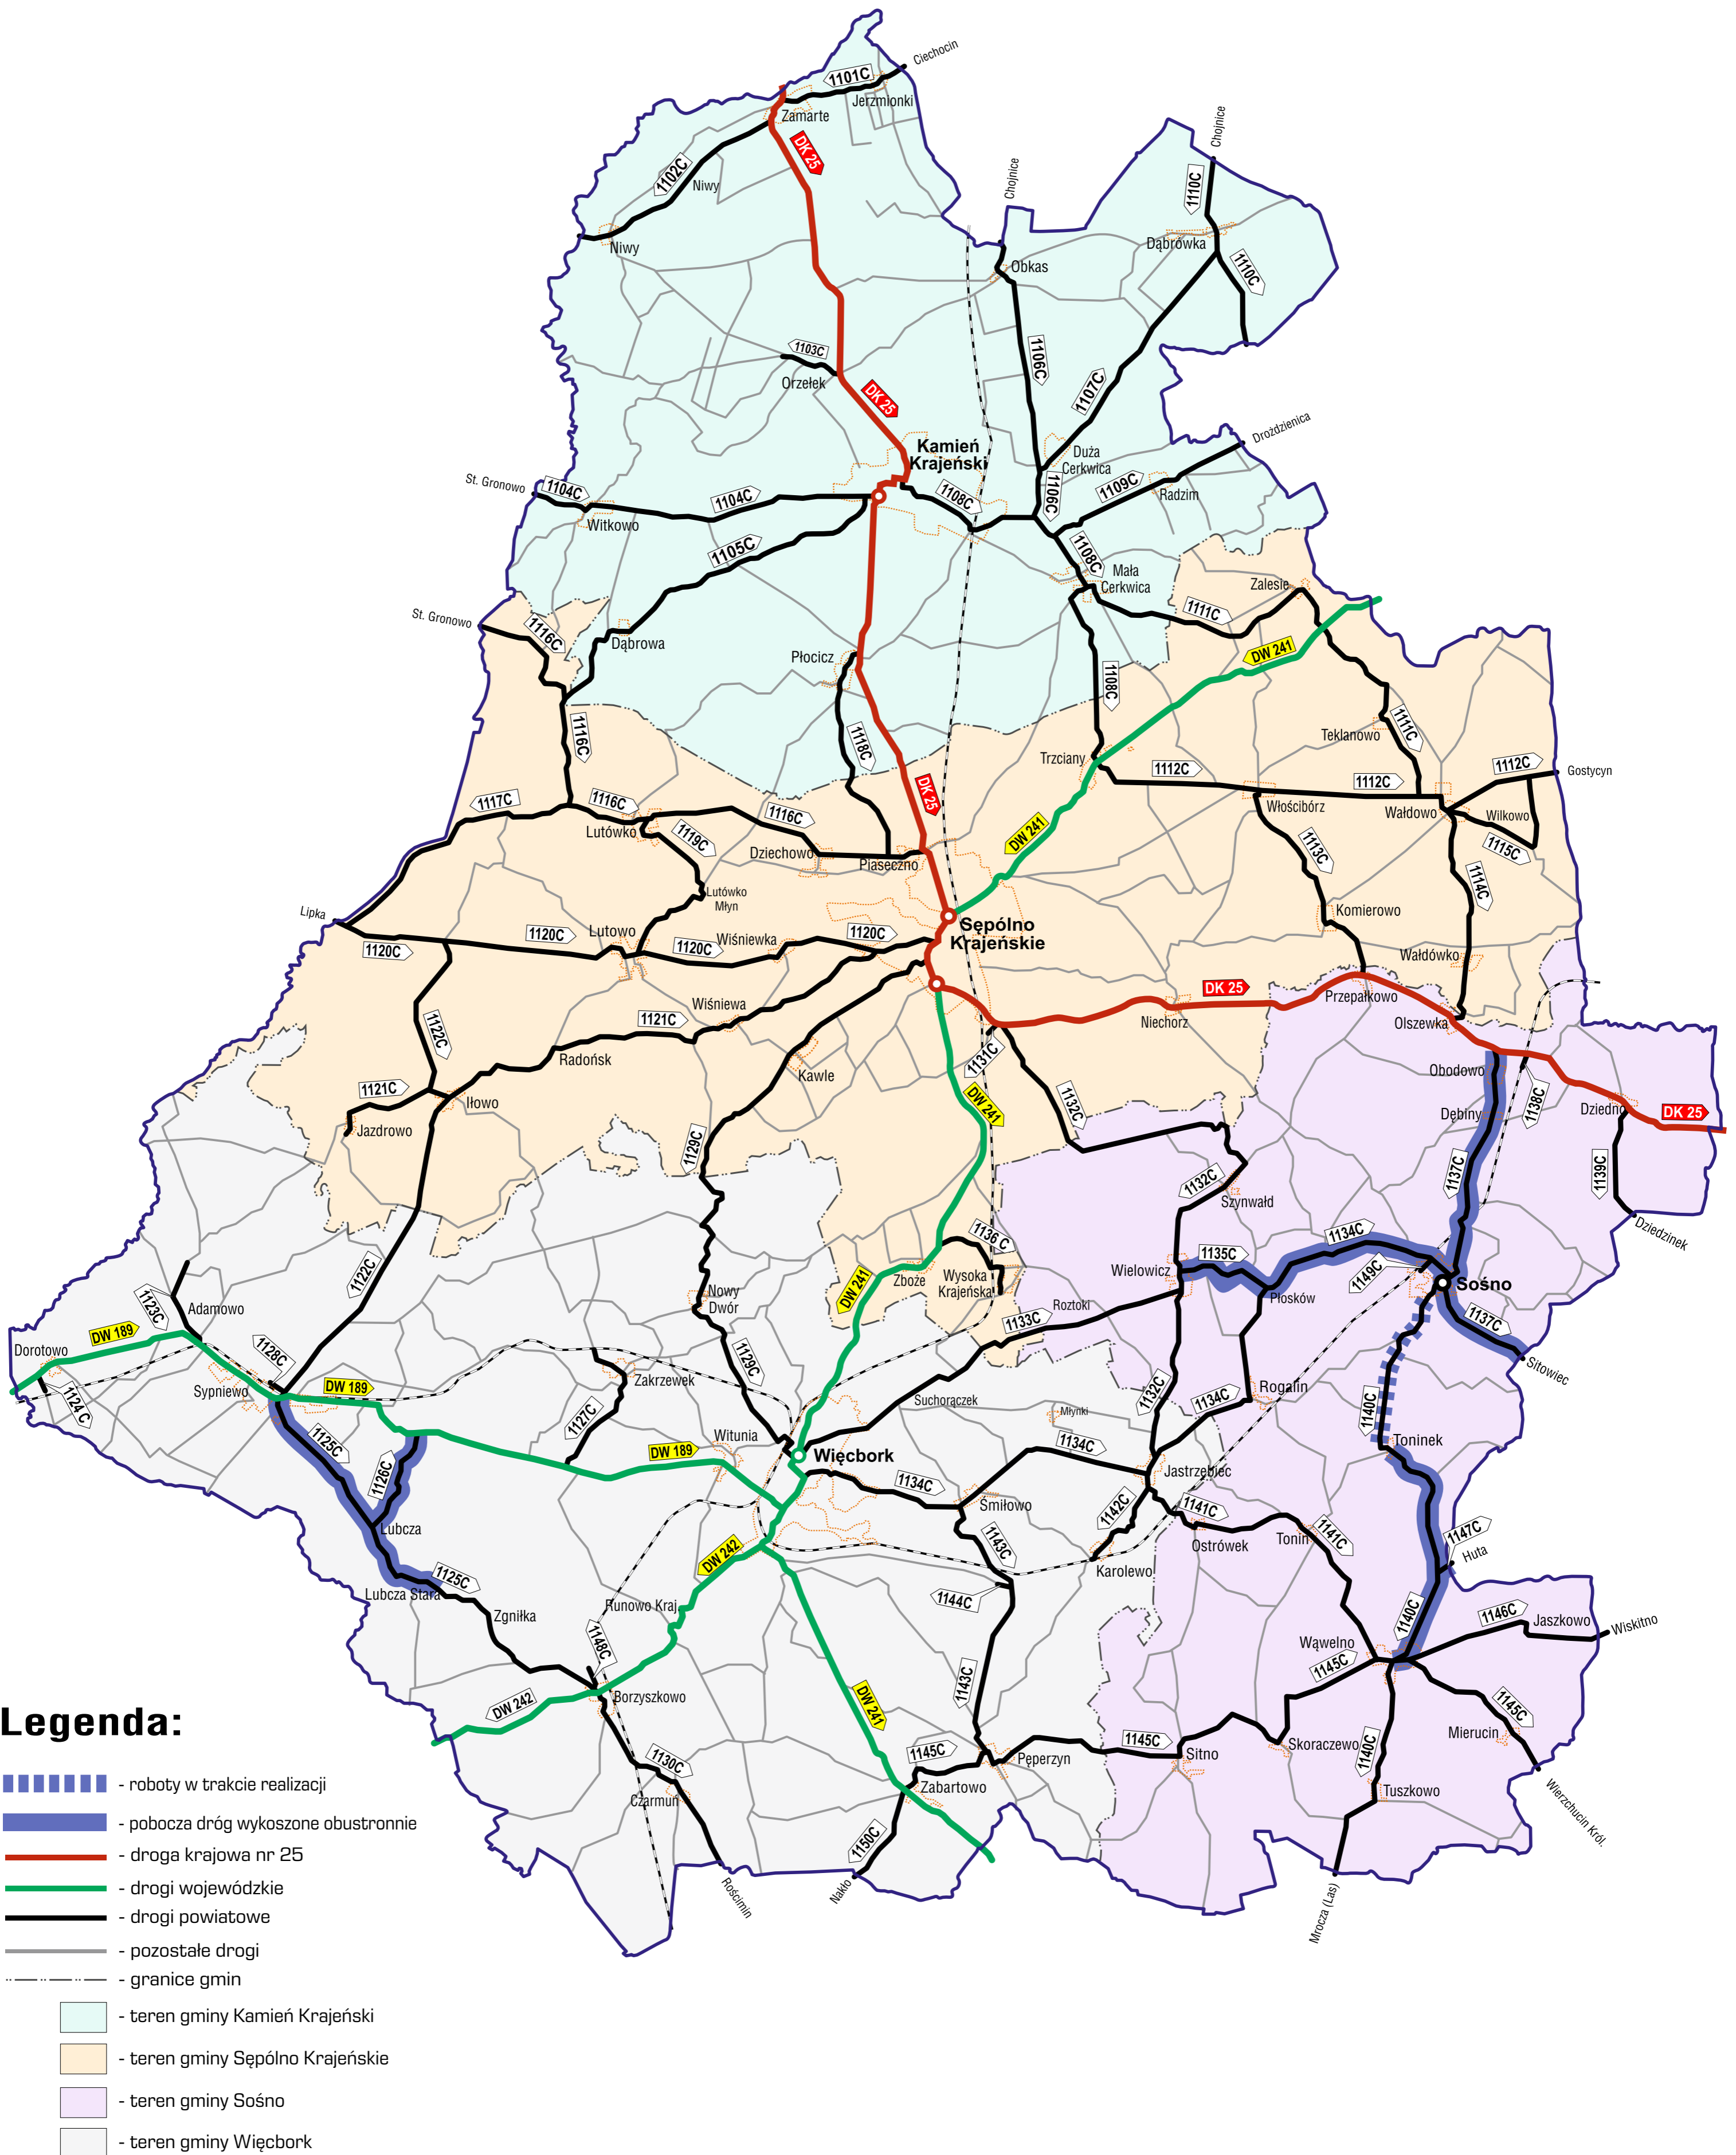 Ciechocin
1101C
Jerzmionki
Zamarte
DK 25
1102C
Niwy
Niwy
Chojnice
Chojnice
1110C
Dąbrówka
1110C
Obkas
1106C
1107C
1103C
Orzełek
DK 25
Kamień
Krajeński
Duża
Cerkwica
Drożdzienica
1109C
Radzim
1106C
1108C
St. Gronowo
1104C
1104C
Witkowo
1105C
1108C
Mała
Cerkwica
Zalesie
1111C
St. Gronowo
1116C
Dąbrowa
Płocicz
DW 241
1108C
1116C
1118C
Teklanowo
1111C
Trzciany
1112C
1112C
1112C
Gostycyn
DK 25
1117C
1116C
1116C
Lutówko
1119C
Dziechowo
Piaseczno
DW 241
Włościbórz
Wałdowo
Wilkowo
1113C
1115C
1114C
Lutówko
Młyn
Lipka
Komierowo
1120C
1120C
Lutowo
1120C
Wiśniewka
1120C
Sępólno
Krajeńskie
Wałdówko
Wiśniewa
DK 25
Przepałkowo
Niechorz
Olszewka
1122C
1121C
Radońsk
Kawle
1131C
Obodowo
1121C
Iłowo
Jazdrowo
DW 241
1132C
Dębiny
1138C
Dziedno
DK 25
1129C
1137C
1139C
1132C
Szynwałd
Dziedzinek
1136 C
1134C
1135C
Wielowicz
1149C
Sośno
Płosków
Zboże
Wysoka
Krajeńska
1122C
DW 241
Nowy
Dwór
Roztoki
1133C
1123C
Adamowo
1137C
Sitowiec
DW 189
Dorotowo
1128C
1129C
1124 C
Sypniewo
DW 189
Zakrzewek
1127C
Suchorączek
Młynki
1132C
1134C
Rogalin
1140C
1125C
1126C
DW 189
Witunia
Więcbork
1134C
1134C
Toninek
Jastrzębiec
Śmiłowo
1142C
1141C
Ostrówek
Tonin
1141C
1147C
Huta
Lubcza
DW 242
1143C
Karolewo
1125C
Lubcza Stara
Zgniłka
Runowo Kraj.
1144C
1140C
1146C
Jaszkowo
Wiskitno
1148C
Wąwelno
1145C
1143C
Borzyszkowo
DW 242
DW 241
1145C
Mierucin
1130C
1145C
Pęperzyn
1145C
Sitno
Skoraczewo
1140C
Zabartowo
Tuszkowo
Czarmuń
Wierzchucin Król.
1150C
Nakło
Rościmin
Mrocza (Las)
Legenda:
- roboty w trakcie realizacji
- pobocza dróg wykoszone obustronnie
- droga krajowa nr 25
- drogi wojewódzkie
- drogi powiatowe
- pozostałe drogi
- granice gmin
- teren gminy Kamień Krajeński
- teren gminy Sępólno Krajeńskie
- teren gminy Sośno
- teren gminy Więcbork